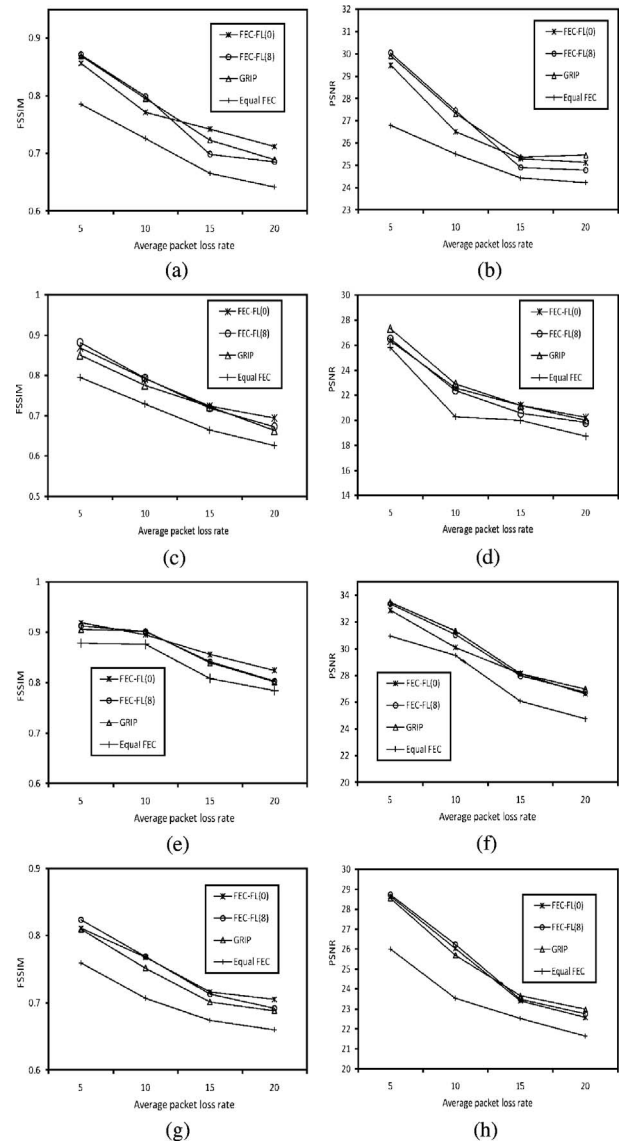 FSSIM
0.9
0.8
0.7
0.6
FEC-FL(0)
FEC-FL(8)
GRIP
Equal FEC
5 10 15 20
Average packet loss rate
(a)
PSNR
32
31
30
29
28
27
26
25
24
23
FEC-FL(0)
FEC-FL(8)
GRIP
Equal FEC
5 10 15 20
Average packet loss rate
(b)
FSSIM
1
0.9
0.8
0.7
0.6
0.5
FEC-FL(0)
FEC-FL(8)
GRIP
Equal FEC
5 10 15 20
Average packet loss rate
(c)
PSNR
30
28
26
24
22
20
18
16
14
FEC-FL(0)
FEC-FL(8)
GRIP
Equal FEC
5 10 15 20
Average packet loss rate
(d)
FSSIM
1
0.9
0.8
0.7
0.6
FEC-FL(0)
FEC-FL(8)
GRIP
Equal FEC
5 10 15 20
Average packet loss rate
(e)
PSNR
36
34
32
30
28
26
24
22
20
FEC-FL(0)
FEC-FL(8)
GRIP
Equal FEC
5 10 15 20
Average packet loss rate
(f)
FSSIM
0.9
0.8
0.7
0.6
FEC-FL(0)
FEC-FL(8)
GRIP
Equal FEC
5 10 15 20
Average packet loss rate
(g)
PSNR
30
29
28
27
26
25
24
23
22
21
20
FEC-FL(0)
FEC-FL(8)
GRIP
Equal FEC
5 10 15 20
Average packet loss rate
(h)